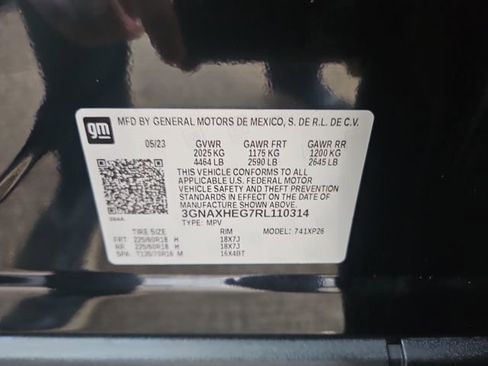 gm
MFD BY GENERAL MOTORS DE MEXICO, S. DE R.L. DE C.V.
05/23 GVWR GAWR FRT GAWR RR
2025 KG 1175 KG 1200 KG
4464 LB 2590 LB 2645 LB
THIS VEHICLE CONFORMS TO ALL
APPLICABLE U.S. FEDERAL MOTOR
VEHICLE SAFETY AND THEFT PREVENTION
STANDARDS IN EFFECT ON THE DATE OF
MANUFACTURE SHOWN ABOVE.
3GNAXHEG7RL110314
TYPE: MPV MODEL: 741XP26
TIRE SIZE RIM
FRT: 225/60R18 H 18X7J
RR: 225/60R18 H 18X7J
SPA: T135/70R16 M 16X4BT